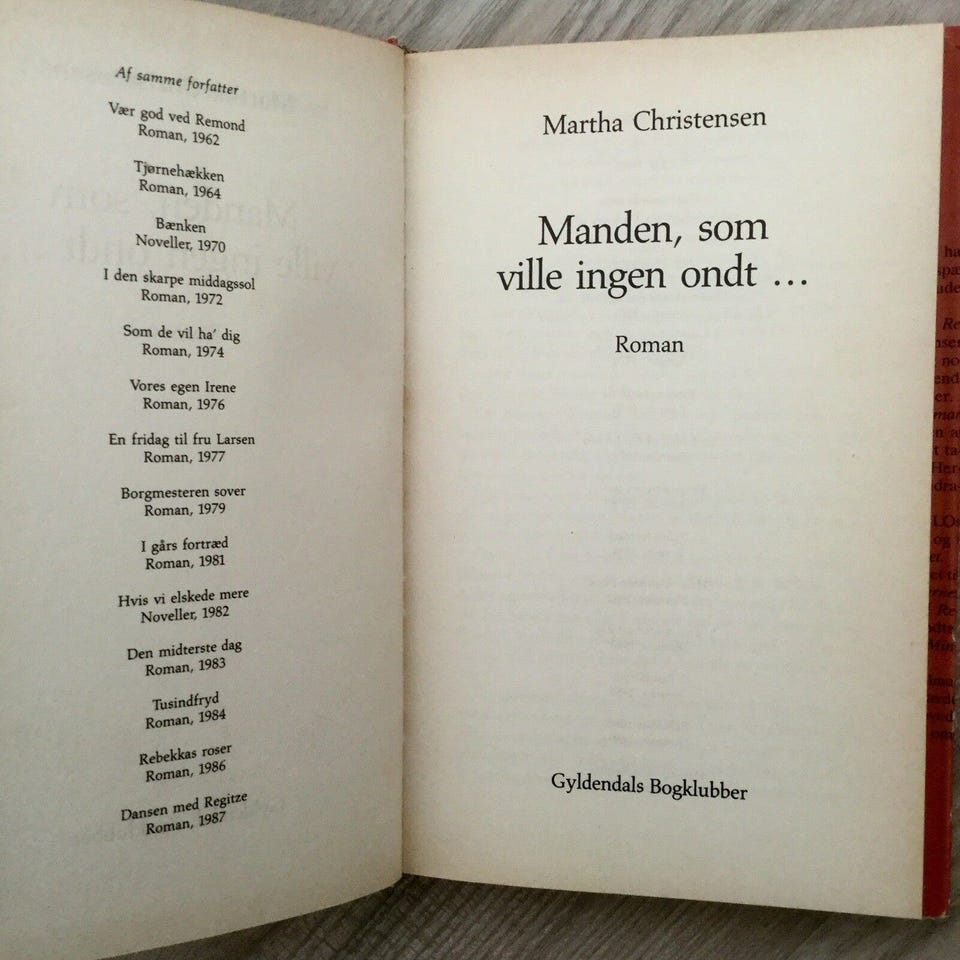 Af samme forfatter
Vær god ved Remond
Roman, 1962
Tjørnehækken
Roman, 1964
Bænken
Noveller, 1970
I den skarpe middagssol
Roman, 1972
Som de vil ha' dig
Roman, 1974
Vores egen Irene
Roman, 1976
En fridag til fru Larsen
Roman, 1977
Borgmesteren sover
Roman, 1979
I gårs fortræd
Roman, 1981
Hvis vi elskede mere
Noveller, 1982
Den midterste dag
Roman, 1983
Tusindfryd
Roman, 1984
Rebekkas roser
Roman, 1986
Dansen med Regitze
Roman, 1987
Martha Christensen
Manden, som
ville ingen ondt ...
Roman
Gyldendals Bogklubber